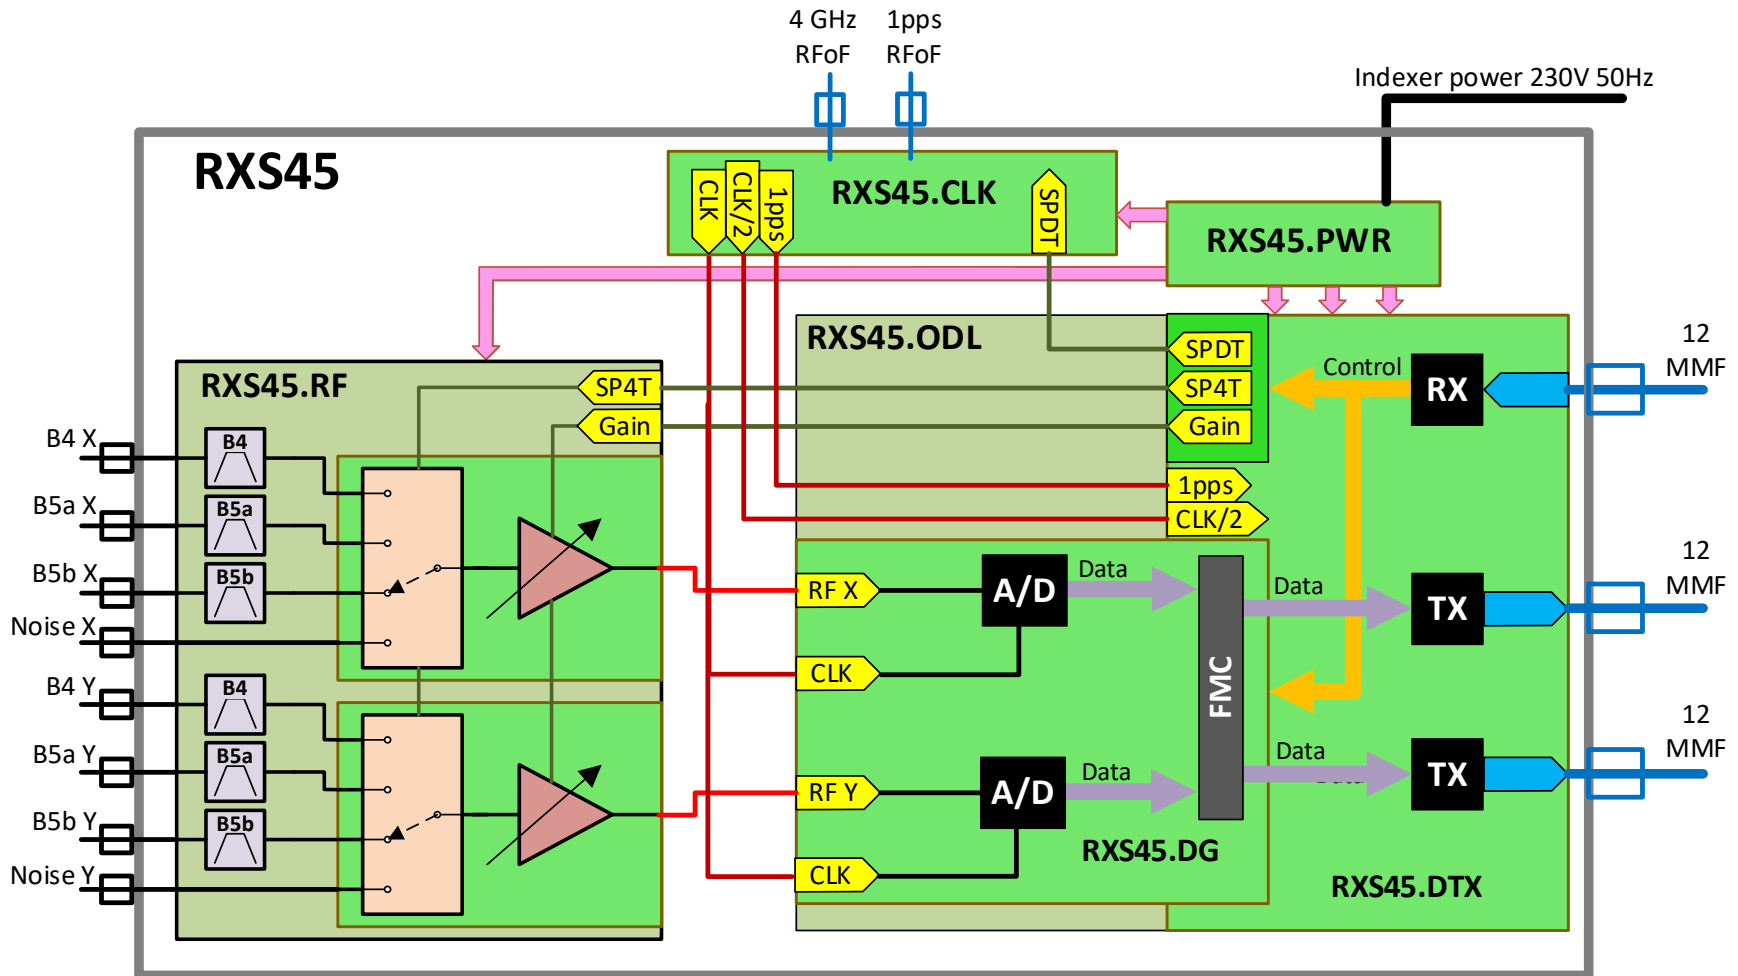 4 GHz
RFoF
1pps
RFoF
Indexer power 230V 50Hz
RXS45
CLK
CLK/2
1pps
RXS45.CLK
SPDT
RXS45.PWR
RXS45.ODL
SPDT
SP4T
Gain
1pps
CLK/2
Control
RX
12
MMF
RXS45.RF
SP4T
Gain
B4 X
B4
B5a X
B5a
B5b X
B5b
Noise X
B4 Y
B4
B5a Y
B5a
B5b Y
B5b
Noise Y
RF X
A/D
Data
CLK
FMC
Data
TX
12
MMF
RF Y
A/D
Data
CLK
RXS45.DG
Data
Data
TX
12
MMF
RXS45.DTX